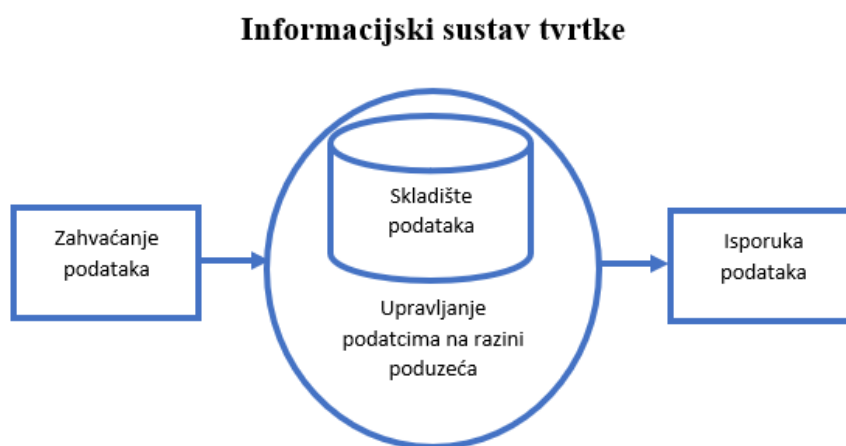 Informacijski sustav tvrtke
Zahvaćanje
podataka
Skladište
podataka
Upravljanje
podatcima na razini
poduzeća
Isporuka
podataka